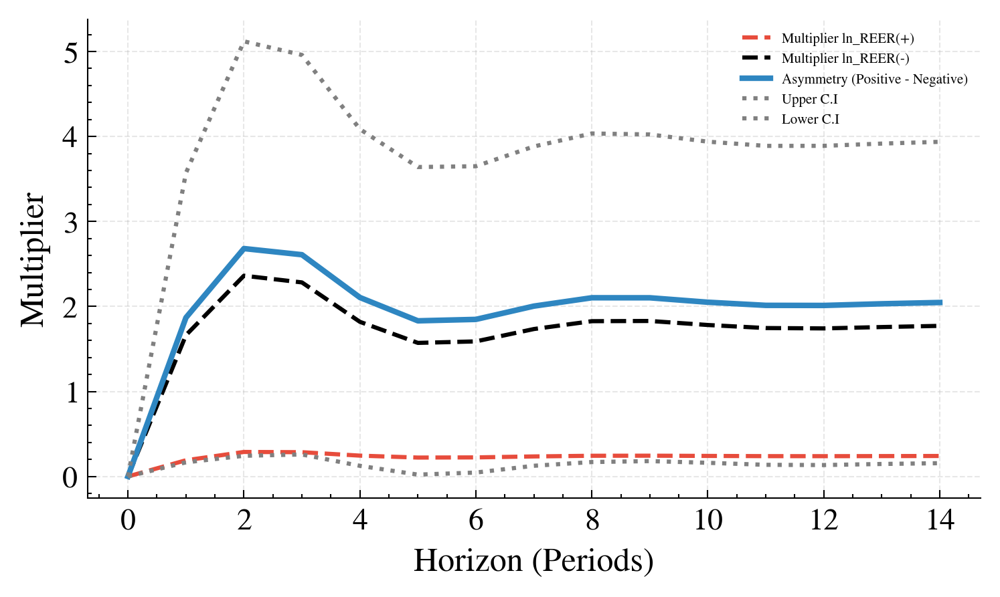 5
4
3
2
1
0
Multiplier
Multiplier ln_REER(+)
Multiplier ln_REER(-)
Asymmetry (Positive - Negative)
Upper C.I
Lower C.I
0 2 4 6 8 10 12 14
Horizon (Periods)